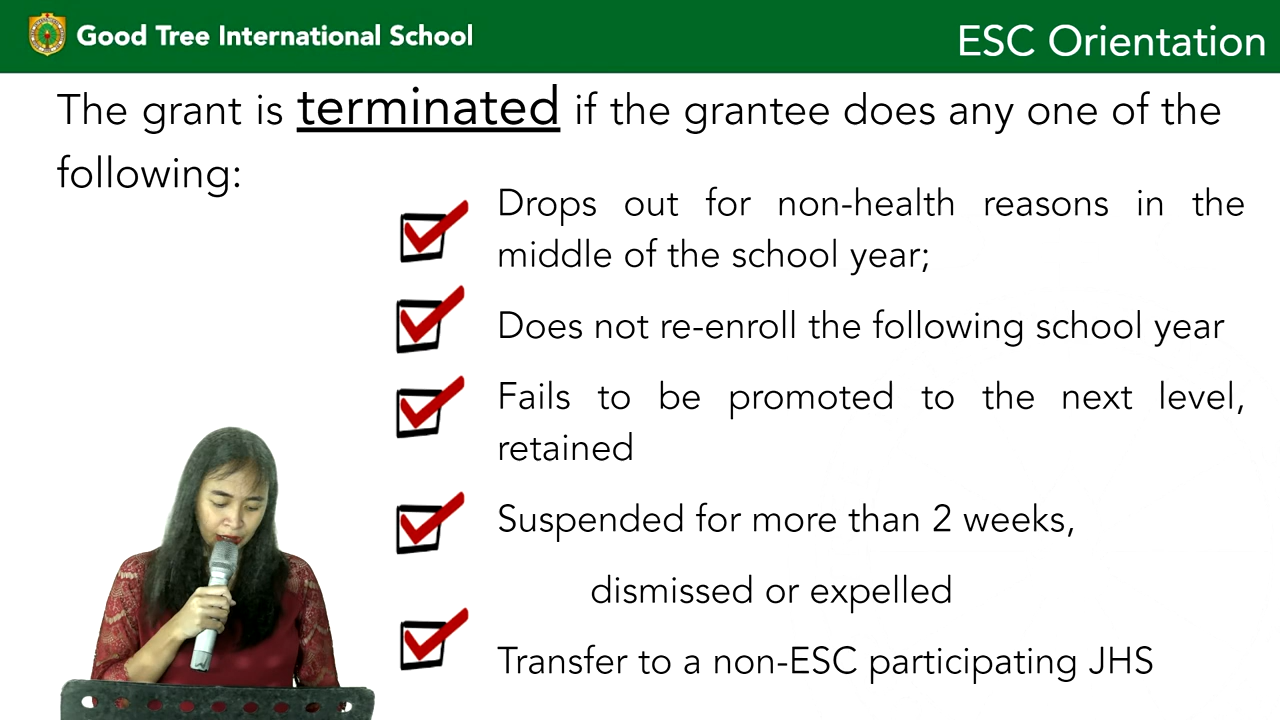 Good Tree International School
ESC Orientation
The grant is terminated if the grantee does any one of the
following:
Drops out for non-health reasons in the
middle of the school year;
Does not re-enroll the following school year
Fails to be promoted to the next level,
retained
Suspended for more than 2 weeks,
dismissed or expelled
Transfer to a non-ESC participating JHS